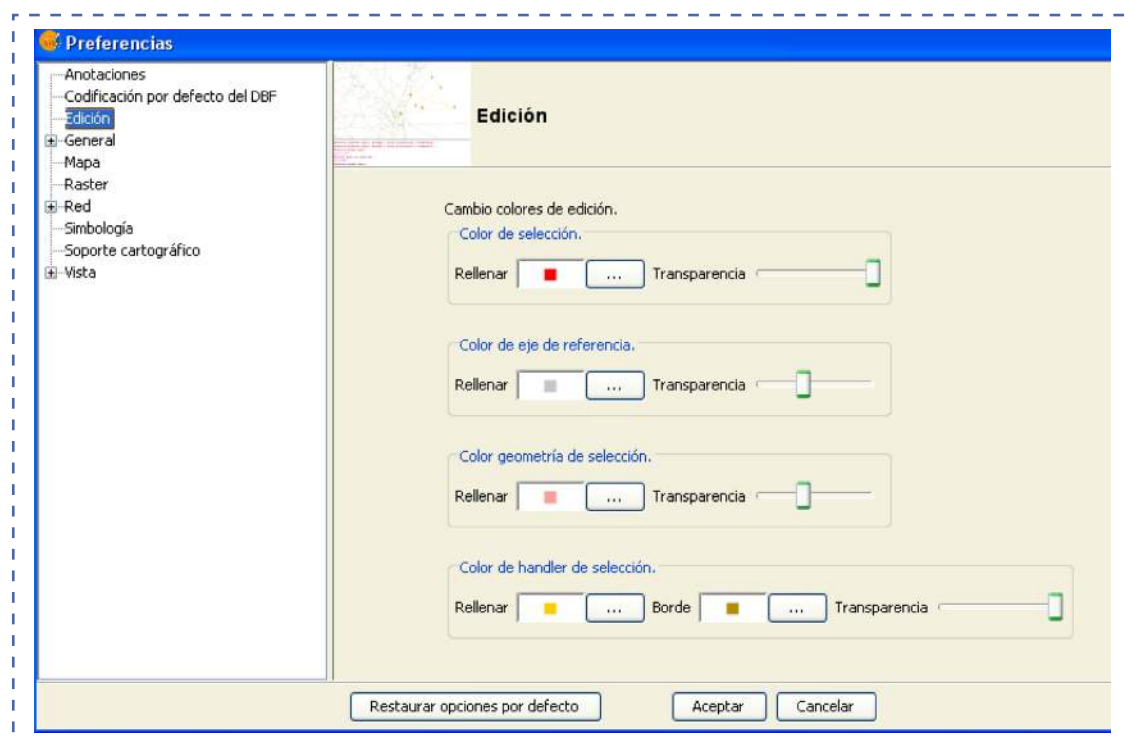 Preferencias
Anotaciones
Codificación por defecto del DBF
Edición
General
Mapa
Raster
Red
Simbología
Soporte cartográfico
Vista
Edición
Cambio colores de edición.
Color de selección.
Rellenar ... Transparencia
Color de eje de referencia.
Rellenar ... Transparencia
Color geometría de selección.
Rellenar ... Transparencia
Color de handler de selección.
Rellenar ... Borde ... Transparencia
Restaurar opciones por defecto Aceptar Cancelar